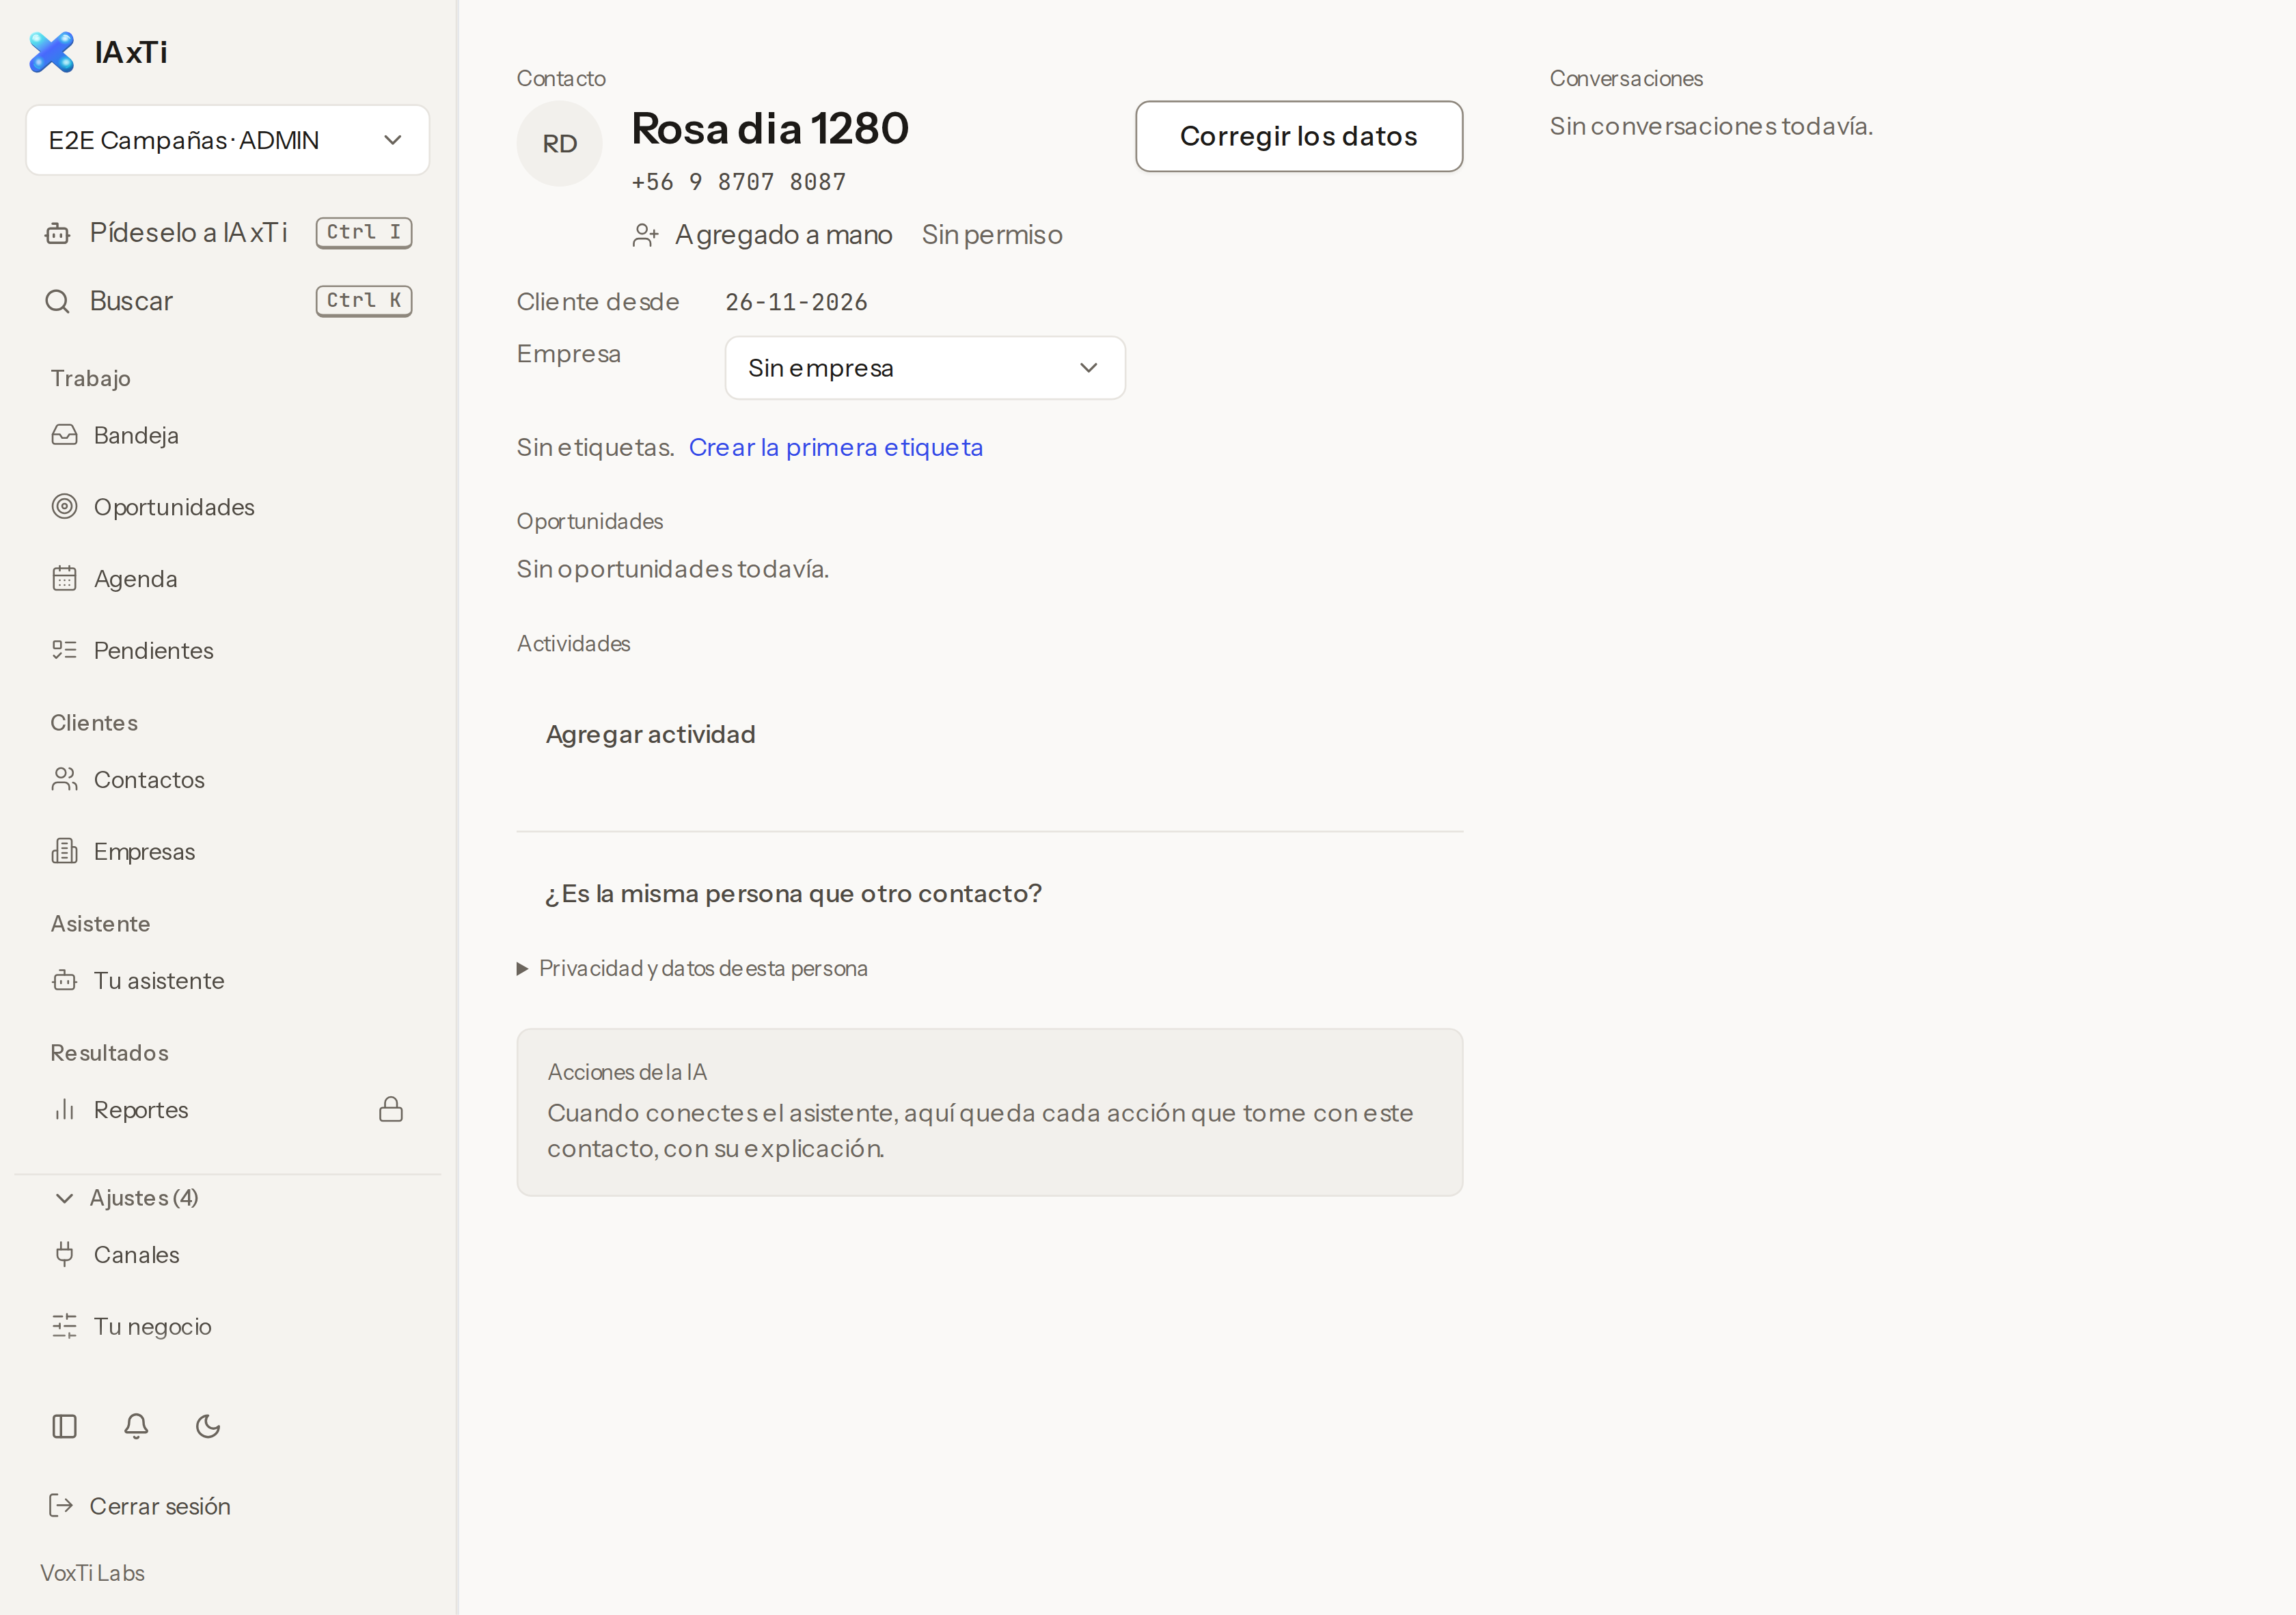 IAxTi
E2E Campañas · ADMIN
Pídeselo a IAxTi
Ctrl I
Buscar
Ctrl K
Trabajo
Bandeja
Oportunidades
Agenda
Pendientes
Clientes
Contactos
Empresas
Asistente
Tu asistente
Resultados
Reportes
Ajustes (4)
Canales
Tu negocio
Cerrar sesión
VoxTi Labs
Contacto
RD
Rosa dia 1280
+56 9 8707 8087
Agregado a mano
Sin permiso
Corregir los datos
Cliente desde
26-11-2026
Empresa
Sin empresa
Sin etiquetas. Crear la primera etiqueta
Oportunidades
Sin oportunidades todavía.
Actividades
Agregar actividad
¿Es la misma persona que otro contacto?
Privacidad y datos de esta persona
Acciones de la IA
Cuando conectes el asistente, aquí queda cada acción que tome con este
contacto, con su explicación.
Conversaciones
Sin conversaciones todavía.